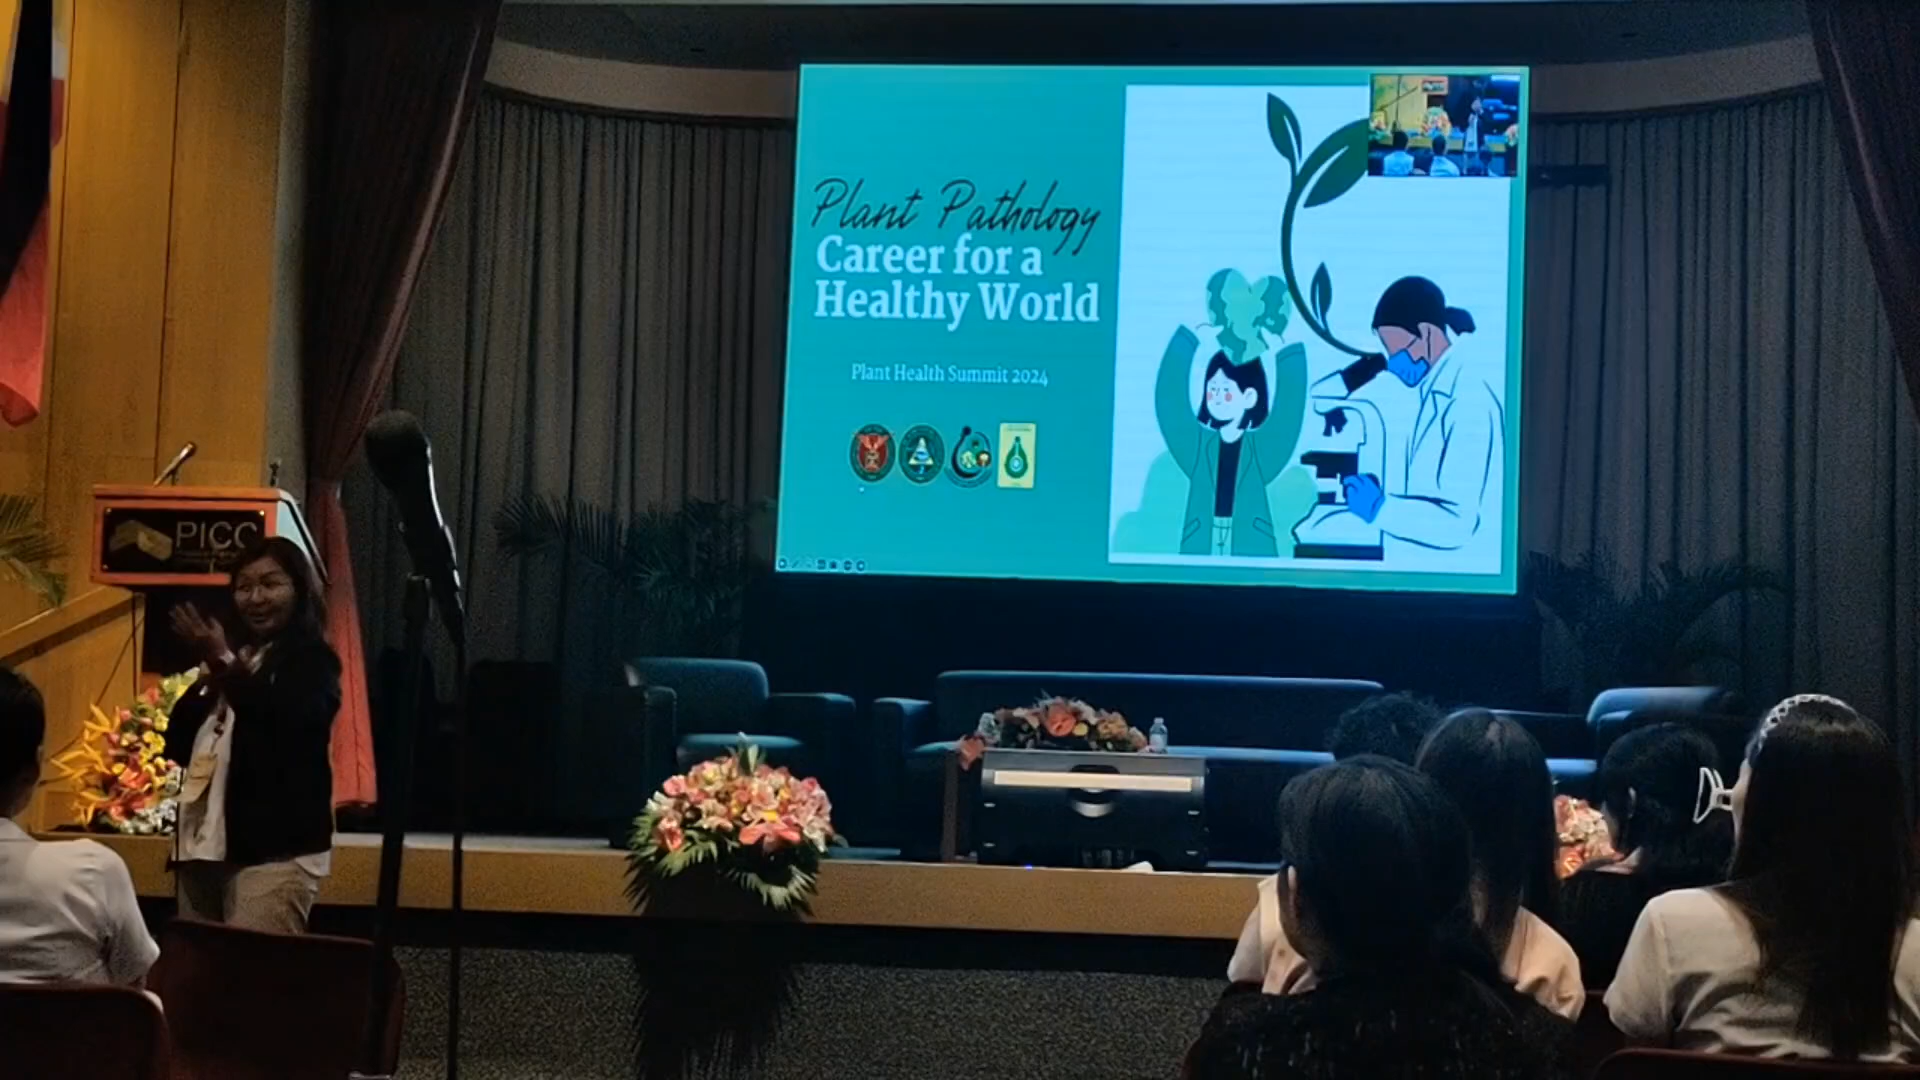 Plant Pathology
Career for a
Healthy World
Plant Health Summit 2024
PICC